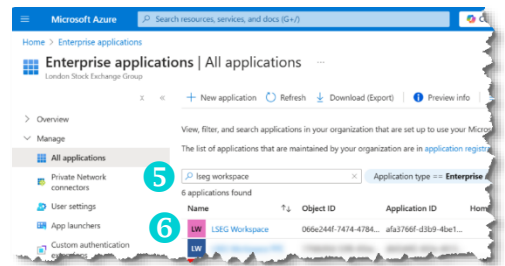 Microsoft Azure
Search resources, services, and docs (G+/)
Home > Enterprise applications
Enterprise applications | All applications ...
London Stock Exchange Group
+ New application Refresh Download (Export) Preview info
Overview
Manage
All applications
Private Network connectors
User settings
App launchers
Custom authentication
View, filter, and search applications in your organization that are set up to use your Micros
The list of applications that are maintained by your organization are in application registr
5
lseg workspace ×
Application type == Enterprise
6 applications found
Name ↑↓ Object ID Application ID Hom
6
LW LSEG Workspace 066e244f-7474-4784... afa3766f-d3b9-4be1...
LW